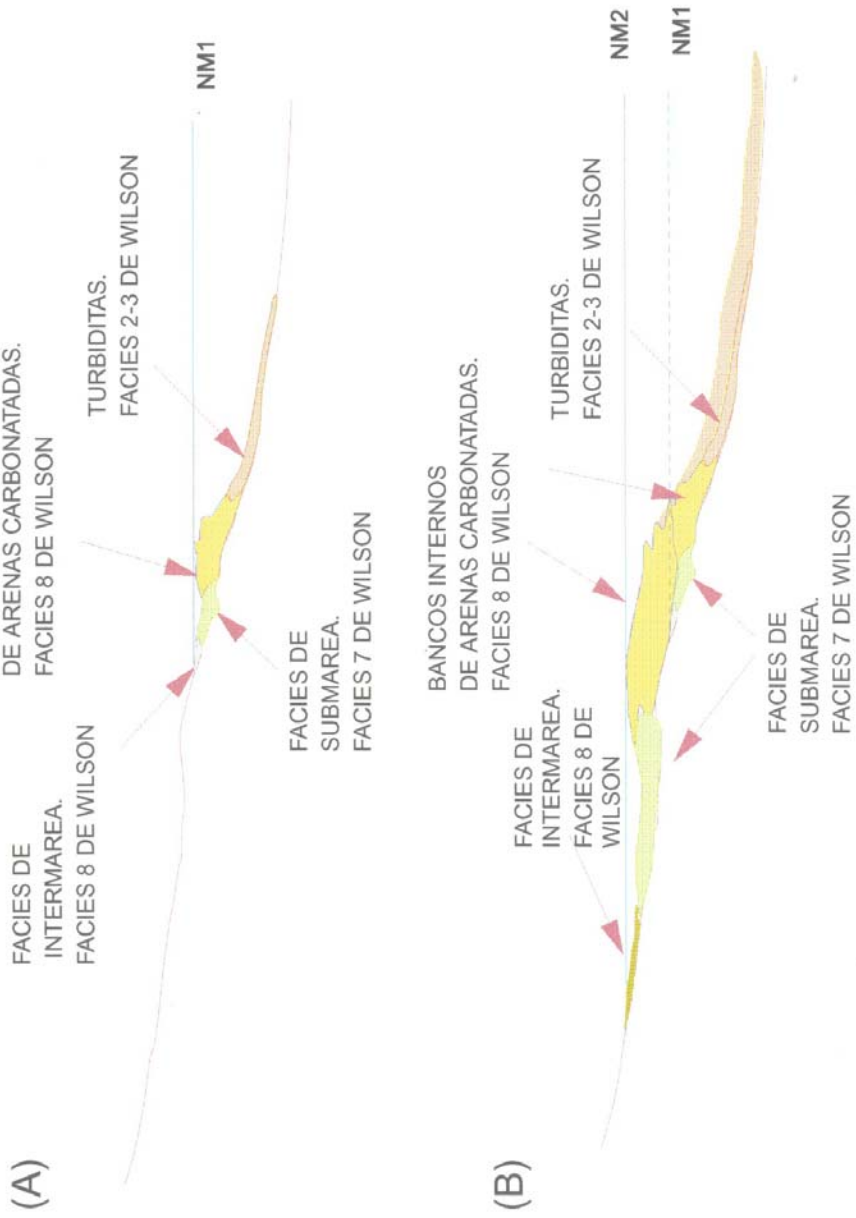 (A)
FACIES DE
INTERMAREA.
FACIES 8 DE WILSON
DE ARENAS CARBONATADAS.
FACIES 8 DE WILSON
TURBIDITAS.
FACIES 2-3 DE WILSON
NM1
FACIES DE
SUBMAREA.
FACIES 7 DE WILSON
(B)
FACIES DE
INTERMAREA.
FACIES 8 DE
WILSON
BANCOS INTERNOS
DE ARENAS CARBONATADAS.
FACIES 8 DE WILSON
TURBIDITAS.
FACIES 2-3 DE WILSON
NM2
NM1
FACIES DE
SUBMAREA.
FACIES 7 DE WILSON